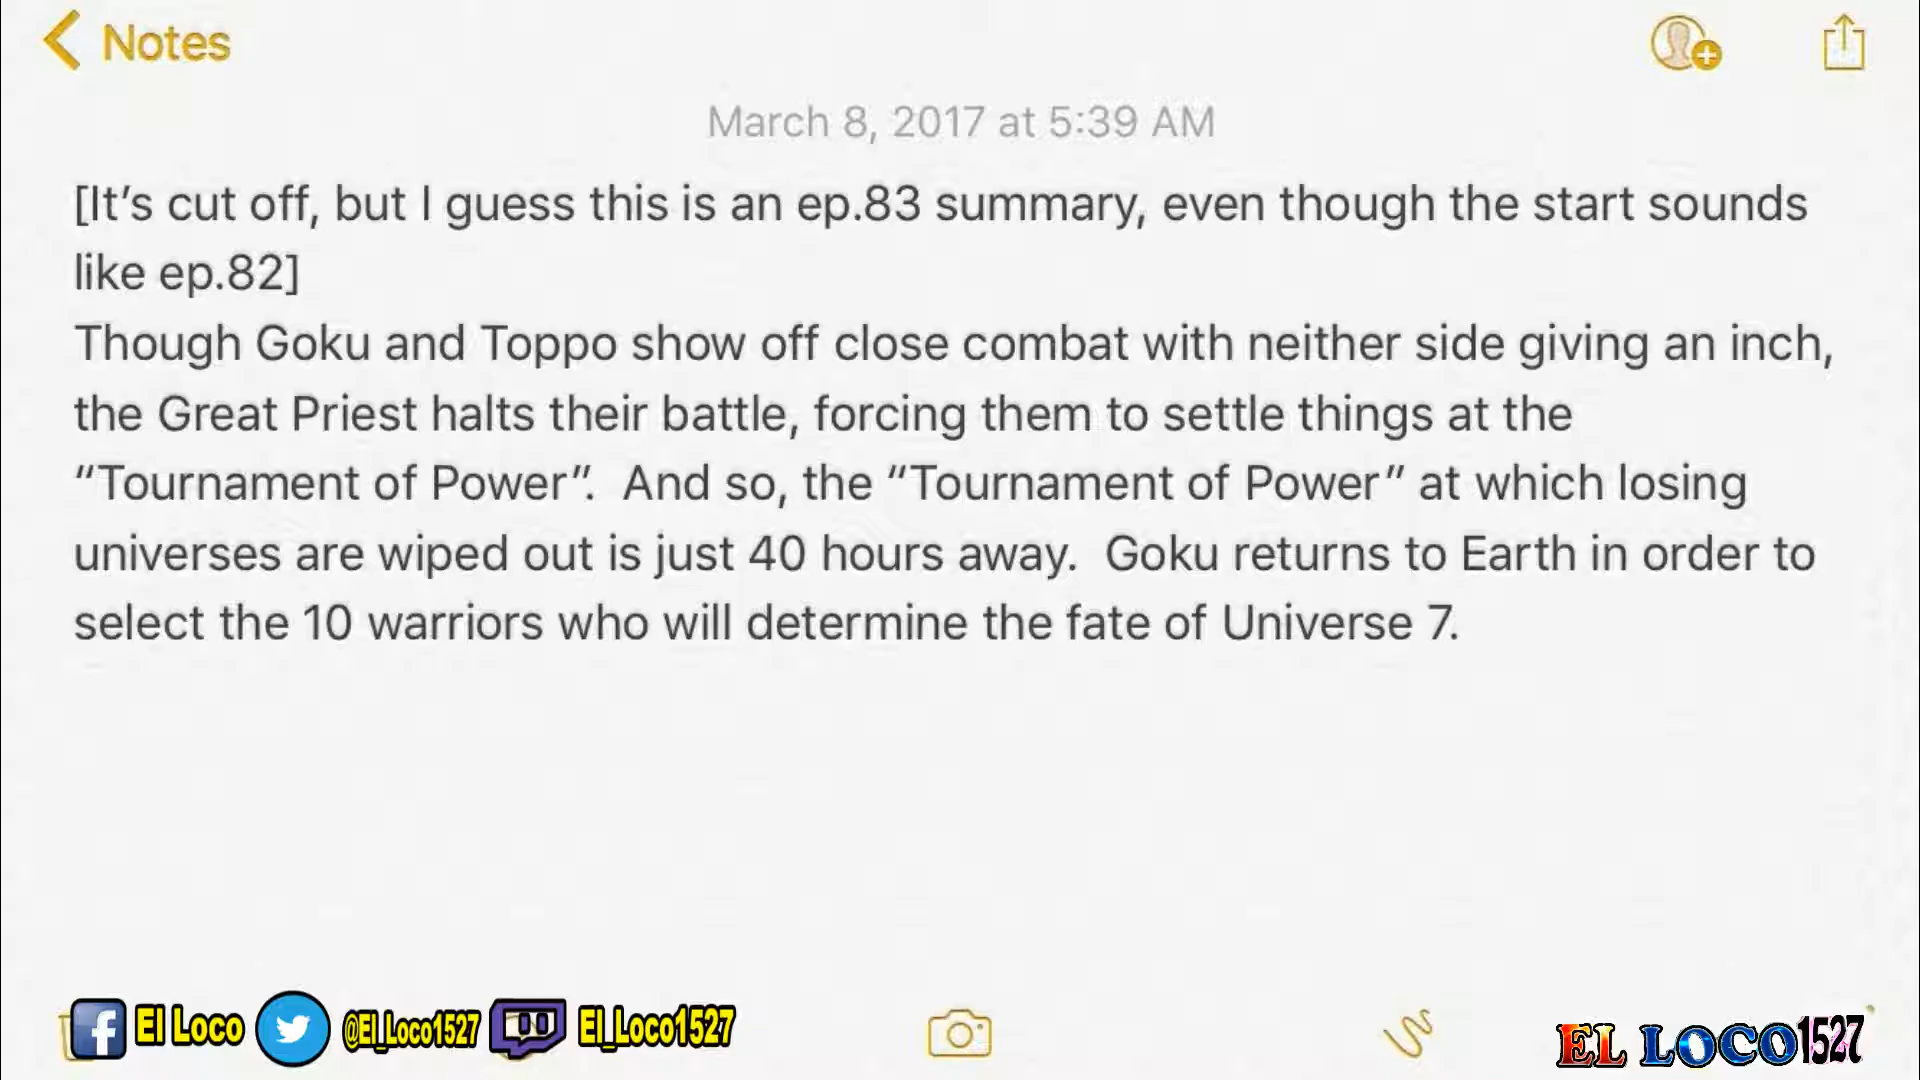 Notes
March 8, 2017 at 5:39 AM
[It’s cut off, but I guess this is an ep.83 summary, even though the start sounds
like ep.82]
Though Goku and Toppo show off close combat with neither side giving an inch,
the Great Priest halts their battle, forcing them to settle things at the
“Tournament of Power”.  And so, the “Tournament of Power” at which losing
universes are wiped out is just 40 hours away.  Goku returns to Earth in order to
select the 10 warriors who will determine the fate of Universe 7.
El Loco @El_Loco1527 El_Loco1527
EL LOCO1527